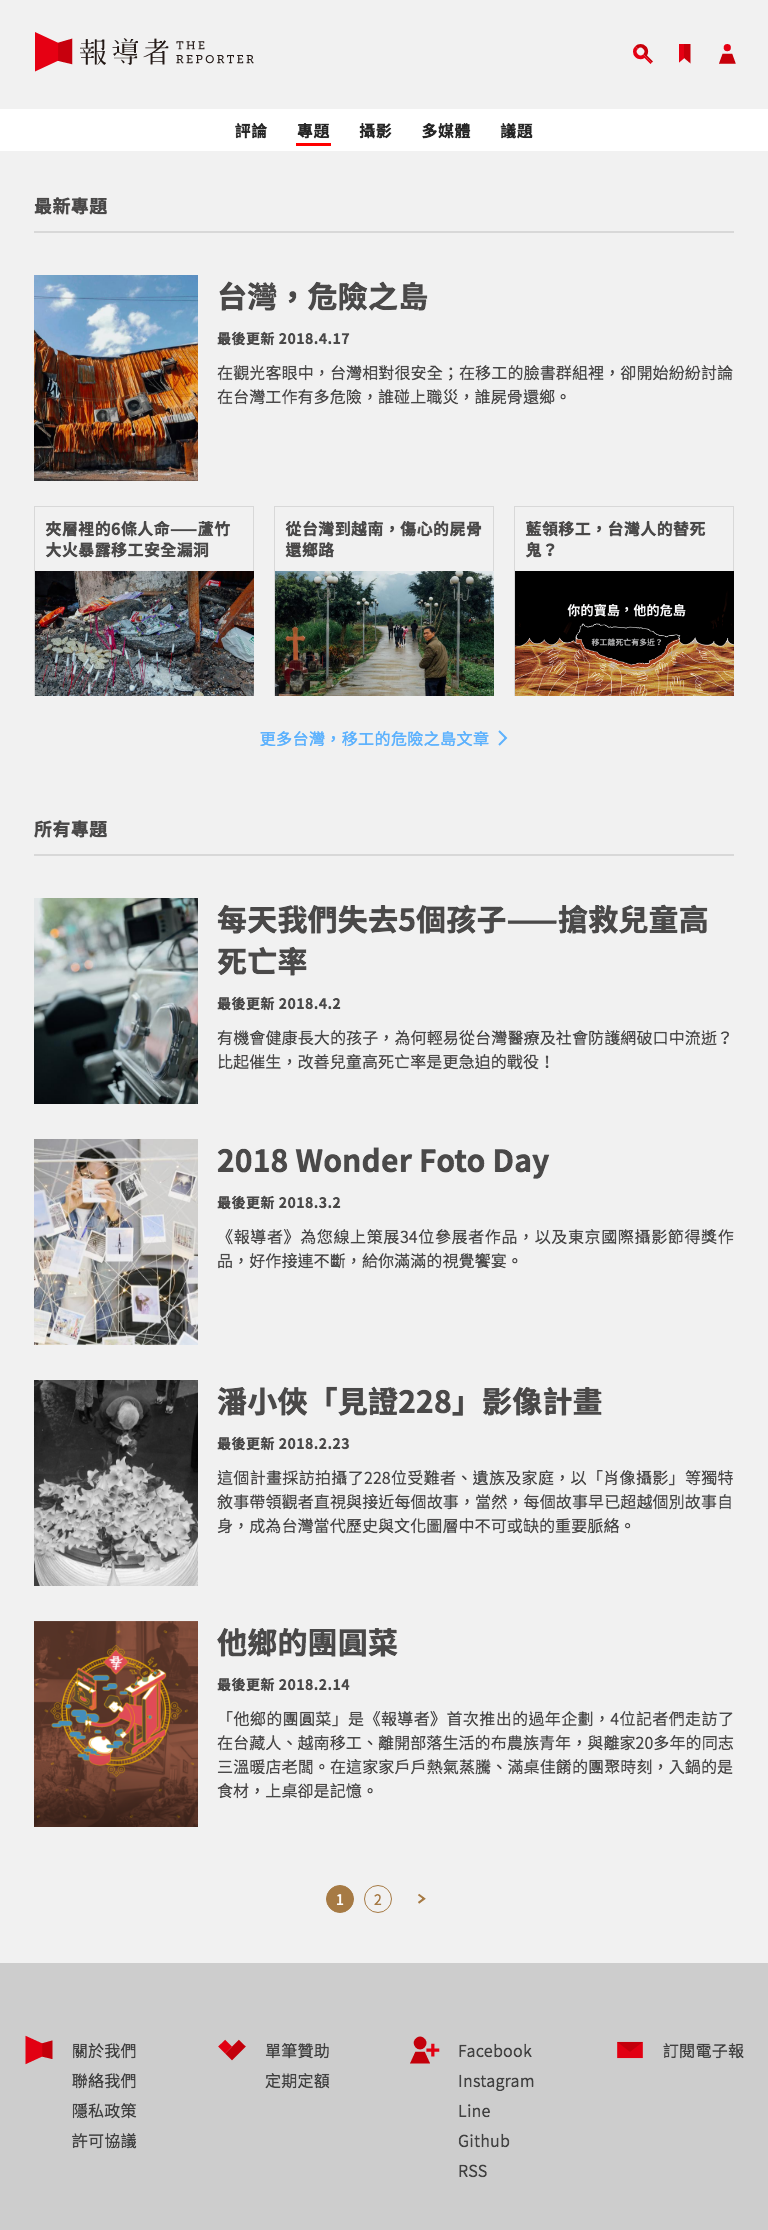 報導者 THE REPORTER
評論 專題 攝影 多媒體 議題
最新專題
台灣，危險之島
最後更新 2018.4.17
在觀光客眼中，台灣相對很安全；在移工的臉書群組裡，卻開始紛紛討論
在台灣工作有多危險，誰碰上職災，誰屍骨還鄉。
夾層裡的6條人命——蘆竹
大火暴露移工安全漏洞
從台灣到越南，傷心的屍骨
還鄉路
藍領移工，台灣人的替死
鬼？
你的寶島，他的危島
移工離死亡有多近？
更多台灣，移工的危險之島文章
所有專題
每天我們失去5個孩子——搶救兒童高
死亡率
最後更新 2018.4.2
有機會健康長大的孩子，為何輕易從台灣醫療及社會防護網破口中流逝？
比起催生，改善兒童高死亡率是更急迫的戰役！
2018 Wonder Foto Day
最後更新 2018.3.2
《報導者》為您線上策展34位參展者作品，以及東京國際攝影節得獎作
品，好作接連不斷，給你滿滿的視覺饗宴。
潘小俠「見證228」影像計畫
最後更新 2018.2.23
這個計畫採訪拍攝了228位受難者、遺族及家庭，以「肖像攝影」等獨特
敘事帶領觀者直視與接近每個故事，當然，每個故事早已超越個別故事自
身，成為台灣當代歷史與文化圖層中不可或缺的重要脈絡。
他鄉的團圓菜
最後更新 2018.2.14
「他鄉的團圓菜」是《報導者》首次推出的過年企劃，4位記者們走訪了
在台藏人、越南移工、離開部落生活的布農族青年，與離家20多年的同志
三溫暖店老闆。在這家家戶戶熱氣蒸騰、滿桌佳餚的團聚時刻，入鍋的是
食材，上桌卻是記憶。
1 2 >
關於我們
聯絡我們
隱私政策
許可協議
單筆贊助
定期定額
Facebook
Instagram
Line
Github
RSS
訂閱電子報